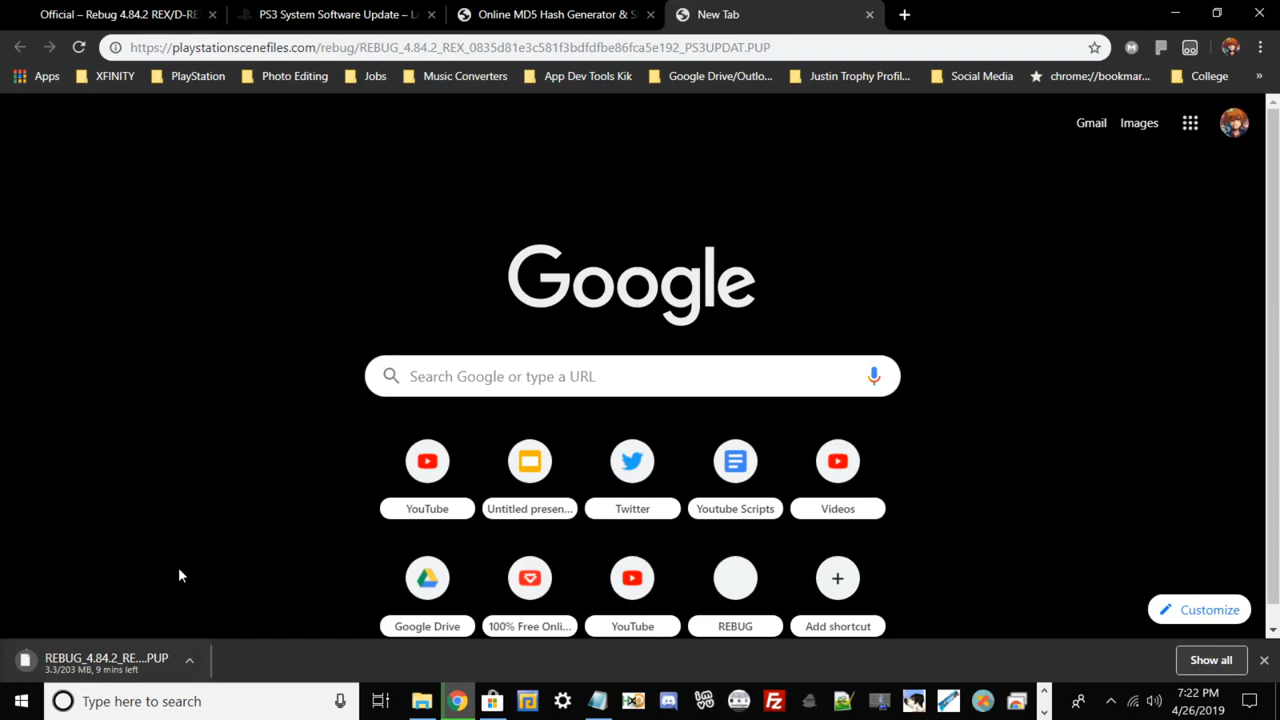 Official – Rebug 4.84.2 REX/D-RE
PS3 System Software Update – L
Online MD5 Hash Generator & S
New Tab
https://playstationscenefiles.com/rebug/REBUG_4.84.2_REX_0835d81e3c581f3bdfdfbe86fca5e192_PS3UPDAT.PUP
Apps XFINITY PlayStation Photo Editing Jobs Music Converters App Dev Tools Kik Google Drive/Outlo... Justin Trophy Profil... Social Media chrome://bookmar... College »
Gmail Images
Google
Search Google or type a URL
YouTube Untitled presen... Twitter Youtube Scripts Videos
Google Drive 100% Free Onli... YouTube REBUG Add shortcut
Customize
REBUG_4.84.2_RE....PUP
3.3/203 MB, 9 mins left
Show all
Type here to search
7:22 PM
4/26/2019